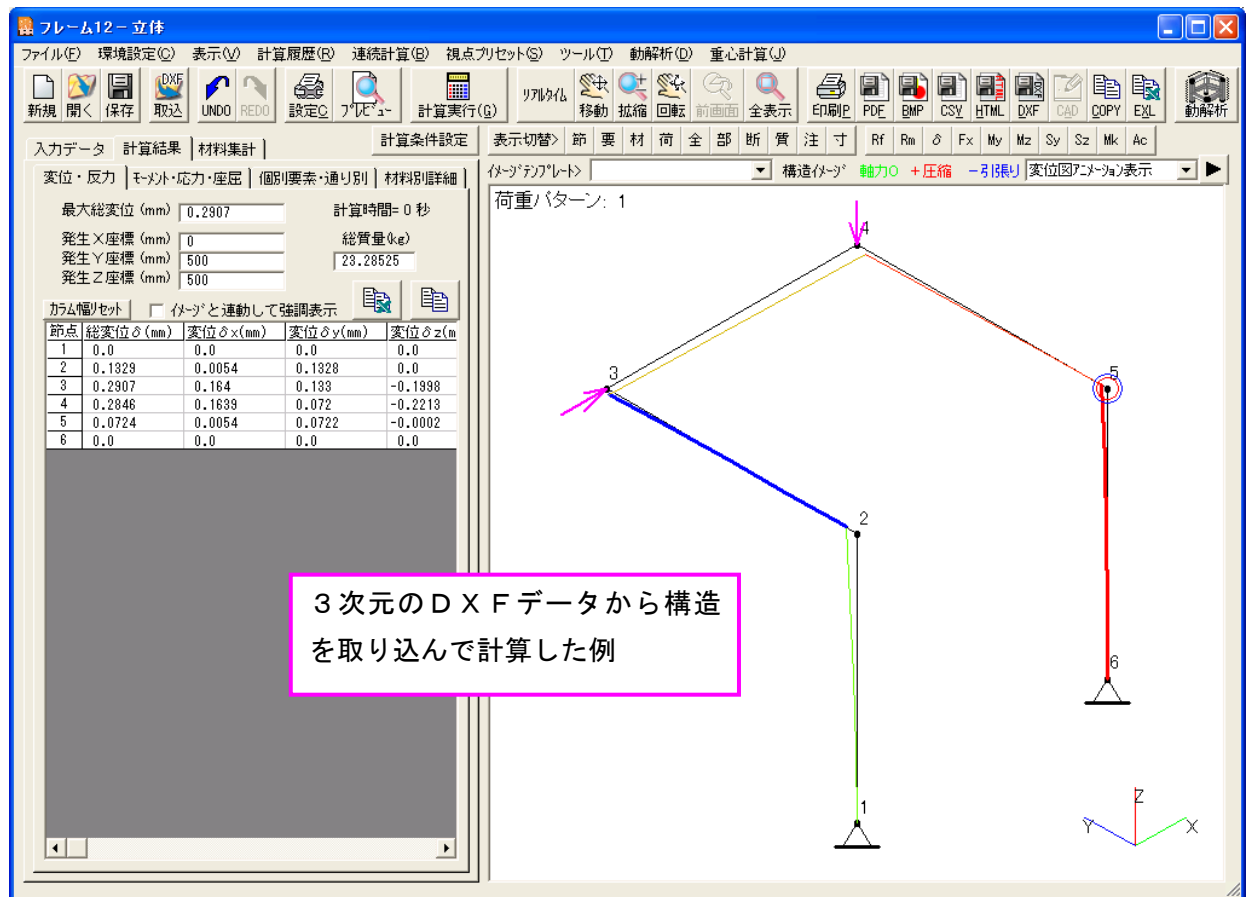 フレーム12－立体
ファイル(F) 環境設定(C) 表示(V) 計算履歴(R) 連続計算(B) 視点プリセット(S) ツール(T) 動解析(D) 重心計算(J)
新規 開く 保存 DXF 取込 UNDO REDO 設定C プレビュー 計算実行(G) リアルタイム 移動 拡縮 回転 前画面 全表示 印刷IP PDF BMP CSV HTML DXF CAD COPY EXL 動解析
入力データ 計算結果 材料集計 計算条件設定 表示切替> 節 要 材 荷 全 部 断 質 注 寸 Rf Rm δ Fx My Mz Sy Sz Mk Ac
変位・反力 モーメント・応力・座屈 個別要素・通り別 材料別詳細
イメージテンプレート> 構造イメージ 軸力0 ＋圧縮 －引張り 変位図アニメーション表示
最大総変位 (mm) 0.2907 計算時間= 0 秒
発生X座標 (mm) 0 総質量(kg)
発生Y座標 (mm) 500 23.28525
発生Z座標 (mm) 500
カラム幅リセット イメージと連動して強調表示
節点 総変位δ(mm) 変位δx(mm) 変位δy(mm) 変位δz(m
1 0.0 0.0 0.0 0.0
2 0.1329 0.0054 0.1328 0.0
3 0.2907 0.164 0.133 -0.1998
4 0.2846 0.1639 0.072 -0.2213
5 0.0724 0.0054 0.0722 -0.0002
6 0.0 0.0 0.0 0.0
荷重パターン: 1
4
3
5
2
6
1
Z
Y
X
３次元のＤＸＦデータから構造
を取り込んで計算した例